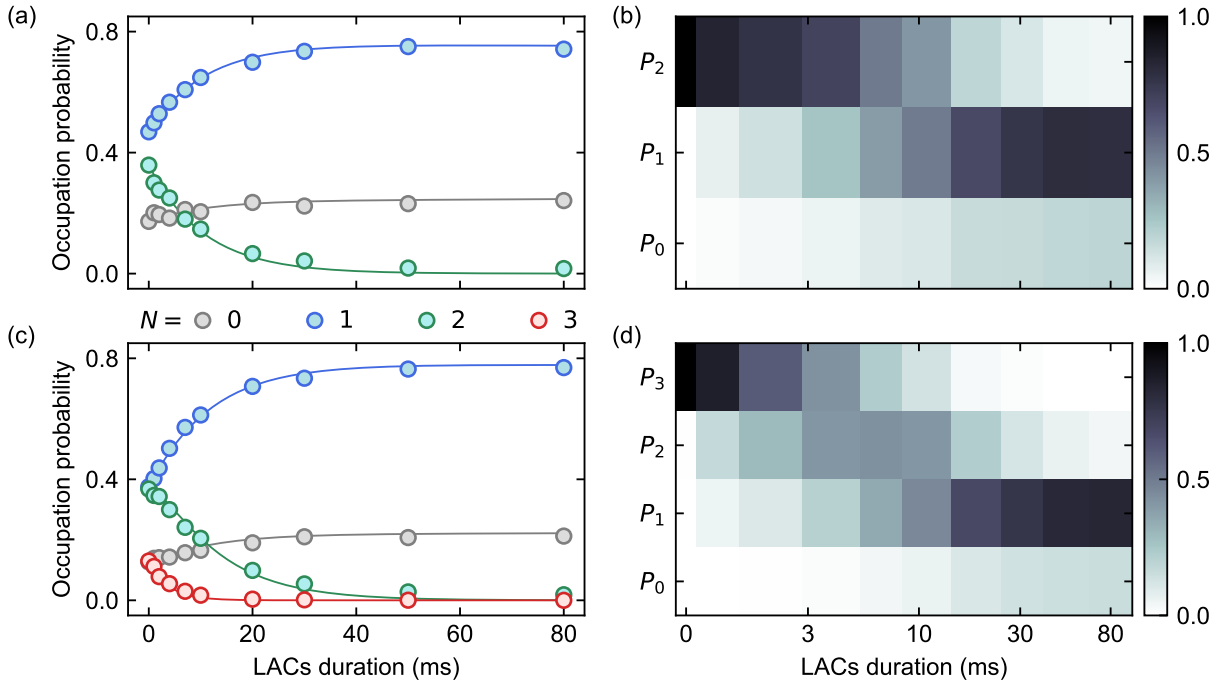 (a)
Occupation probability
0.8
0.4
0.0
(b)
P2
P1
P0
1.0
0.5
0.0
N = 0 1 2 3
(c)
Occupation probability
0.8
0.4
0.0
0 20 40 60 80
LACs duration (ms)
(d)
P3
P2
P1
P0
0 3 10 30 80
LACs duration (ms)
1.0
0.5
0.0